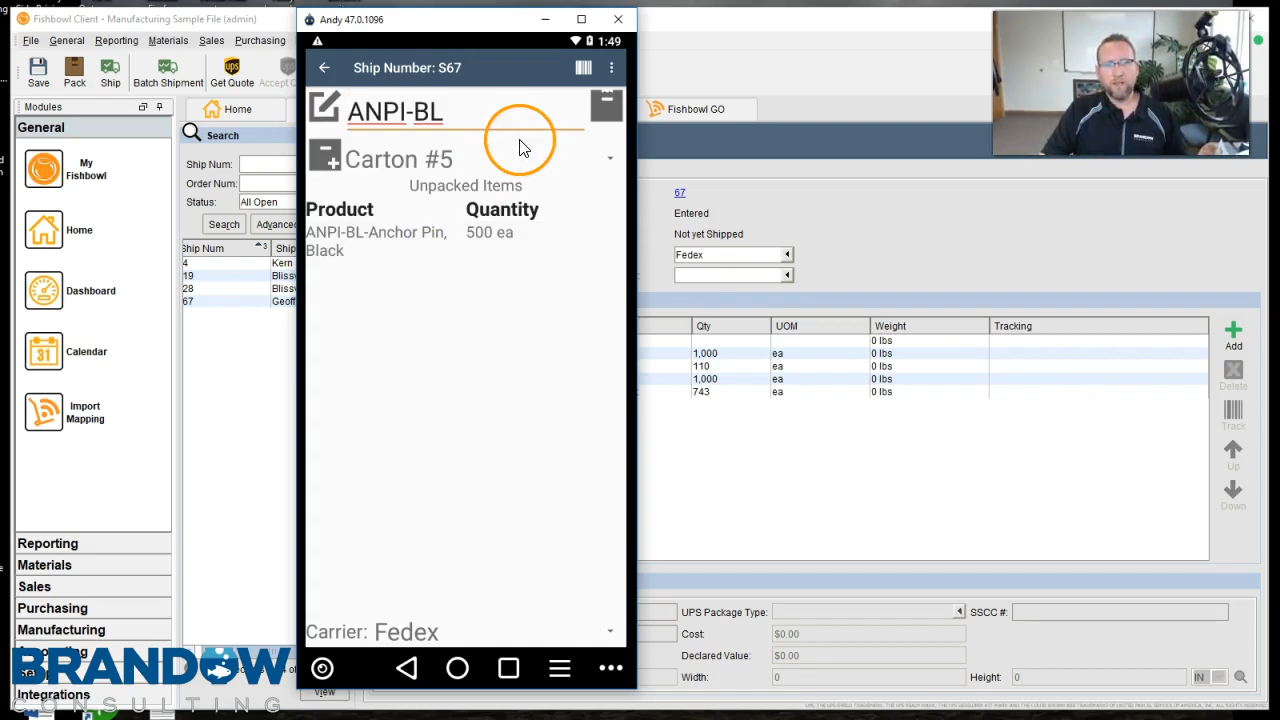 Fishbowl Client - Manufacturing Sample File (admin)
File General Reporting Materials Sales Purchasing
Save
Pack
Ship
Batch Shipment
Get Quote
Accept
Modules
General
My
Fishbowl
Home
Dashboard
Calendar
Import
Mapping
Reporting
Materials
Sales
Purchasing
Manufacturing
Integrations
BRANDOW
CONSULTING
Home
Search
Ship Num:
Order Num:
Status: All Open
Search
Ship Num
4 Kern
19
28
67
View
Andy 47.0.1096
1:49
Ship Number: S67
ANPI-BL
Carton #5
Unpacked Items
Product Quantity
ANPI-BL-Anchor Pin, 500 ea
Black
Carrier: Fedex
Fishbowl GO
67
Entered
Not yet Shipped
Fedex
Qty UOM Weight Tracking
0 lbs
1,000 ea 0 lbs
110 ea 0 lbs
1,000 ea 0 lbs
743 ea 0 lbs
Add
Delete
Track
Up
Down
UPS Package Type: SSCC #:
Cost: $0.00
Declared Value: $0.00
Width: 0 Height: 0 IN
BRANDOW